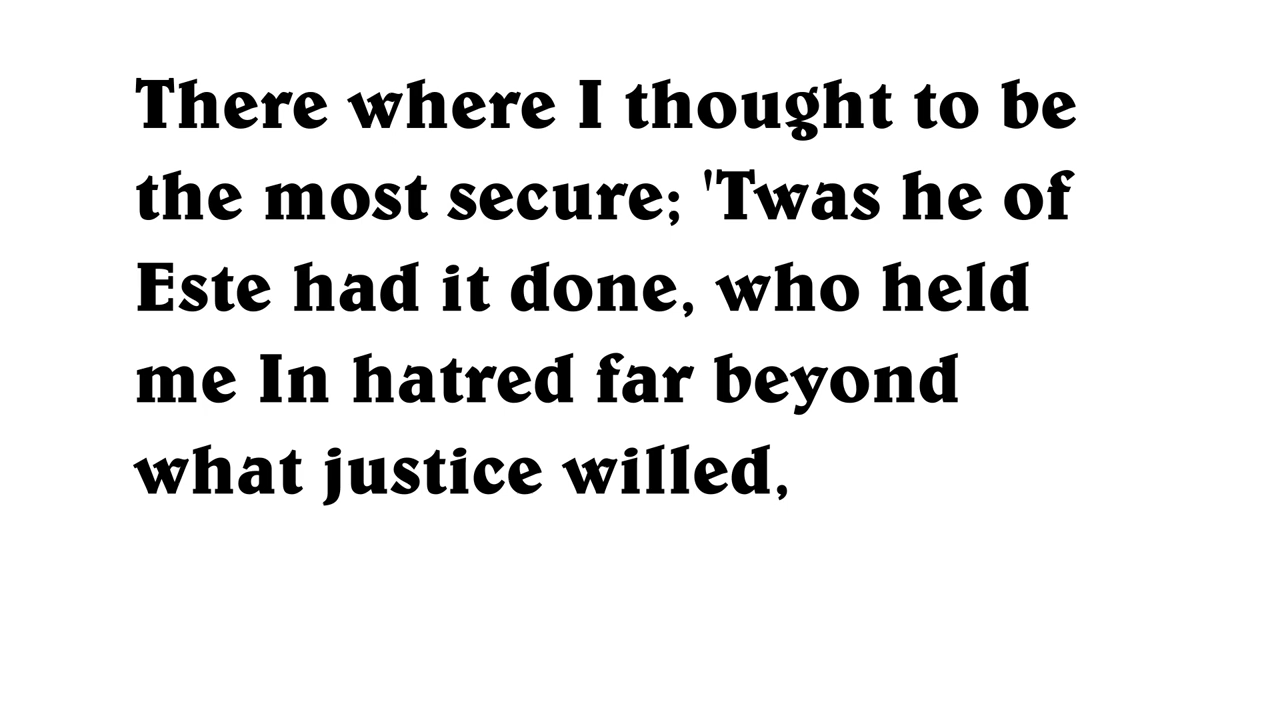 There where I thought to be
the most secure; 'Twas he of
Este had it done, who held
me In hatred far beyond
what justice willed,